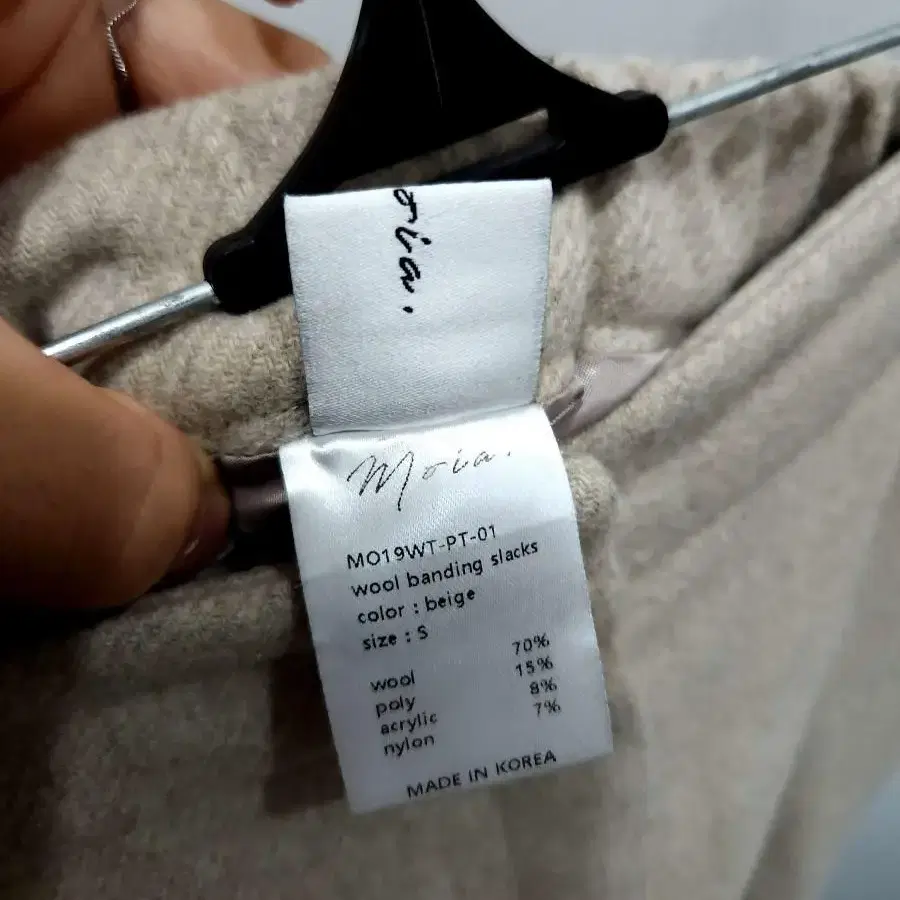 oia.
Moia.
MO19WT-PT-01
wool banding slacks
color : beige
size : S
wool 70%
poly 15%
acrylic 8%
nylon 7%
MADE IN KOREA